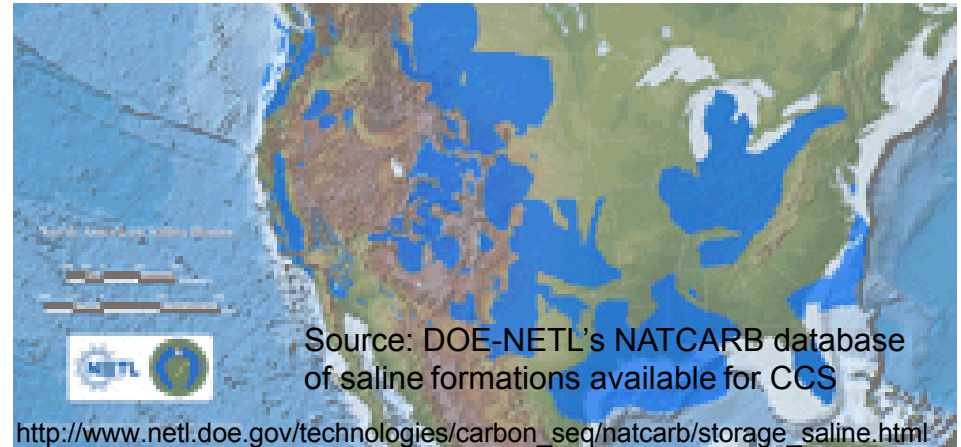 NETL
Source: DOE-NETL's NATCARB database
of saline formations available for CCS
http://www.netl.doe.gov/technologies/carbon_seq/natcarb/storage_saline.html